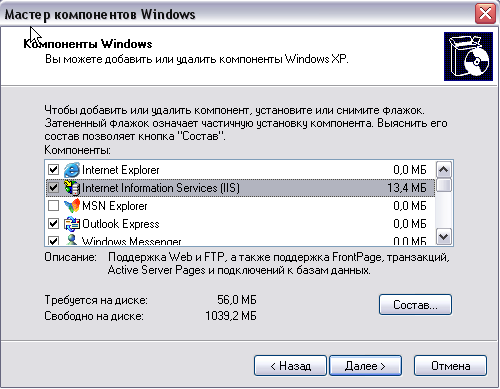 Мастер компонентов Windows
Компоненты Windows
Вы можете добавить или удалить компоненты Windows XP.
Чтобы добавить или удалить компонент, установите или снимите флажок.
Затененный флажок означает частичную установку компонента. Выяснить его
состав позволяет кнопка "Состав".
Компоненты:
Internet Explorer 0,0 МБ
Internet Information Services (IIS) 13,4 МБ
MSN Explorer 0,0 МБ
Outlook Express 0,0 МБ
Windows Messenger 0,0 МБ
Описание: Поддержка Web и FTP, а также поддержка FrontPage, транзакций,
Active Server Pages и подключений к базам данных.
Требуется на диске: 56,0 МБ
Свободно на диске: 1039,2 МБ
Состав...
< Назад Далее > Отмена